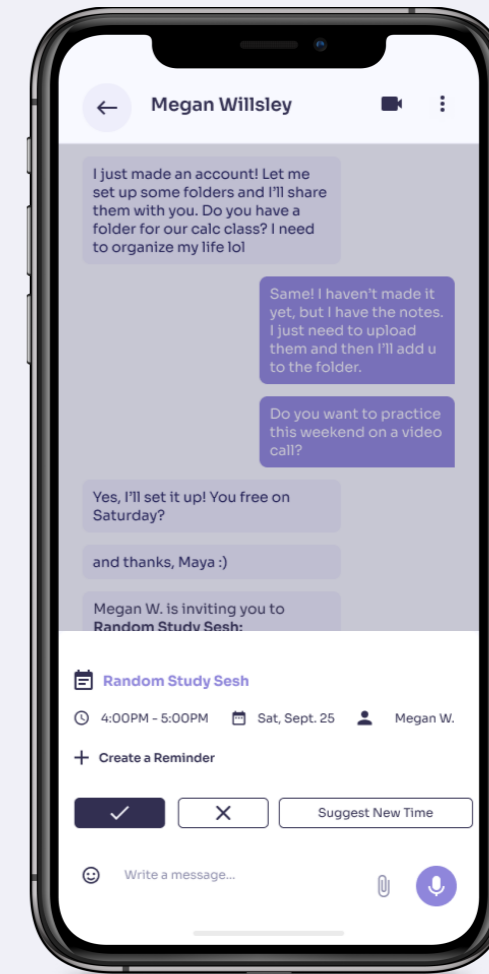 Megan Willsley
I just made an account! Let me
set up some folders and I’ll share
them with you. Do you have a
folder for our calc class? I need
to organize my life lol
Same! I haven’t made it
yet, but I have the notes.
I just need to upload
them and then I’ll add u
to the folder.
Do you want to practice
this weekend on a video
call?
Yes, I’ll set it up! You free on
Saturday?
and thanks, Maya :)
Megan W. is inviting you to
Random Study Sesh:
Random Study Sesh
4:00PM - 5:00PM Sat, Sept. 25 Megan W.
Create a Reminder
Suggest New Time
Write a message...